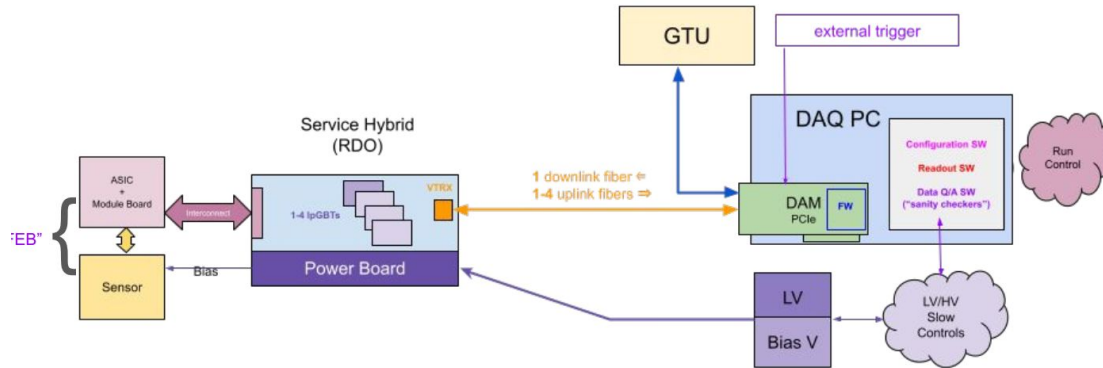 GTU
external trigger
DAQ PC
Configuration SW
Readout SW
Data Q/A SW
("sanity checkers")
Run
Control
Service Hybrid
(RDO)
ASIC
+
Module Board
Interconnect
1-4 lpGBTs
VTRX
1 downlink fiber ⇐
1-4 uplink fibers ⇒
DAM
PCIe
FW
FEB”
Sensor
Bias
Power Board
LV
Bias V
LV/HV
Slow
Controls